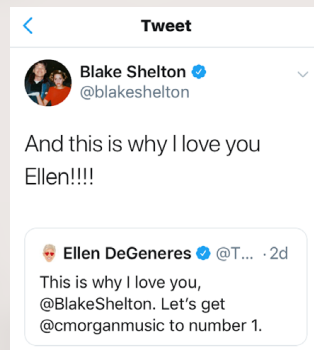 Tweet
Blake Shelton
@blakeshelton
And this is why I love you
Ellen!!!!
Ellen DeGeneres @T... · 2d
This is why I love you,
@BlakeShelton. Let’s get
@cmorganmusic to number 1.